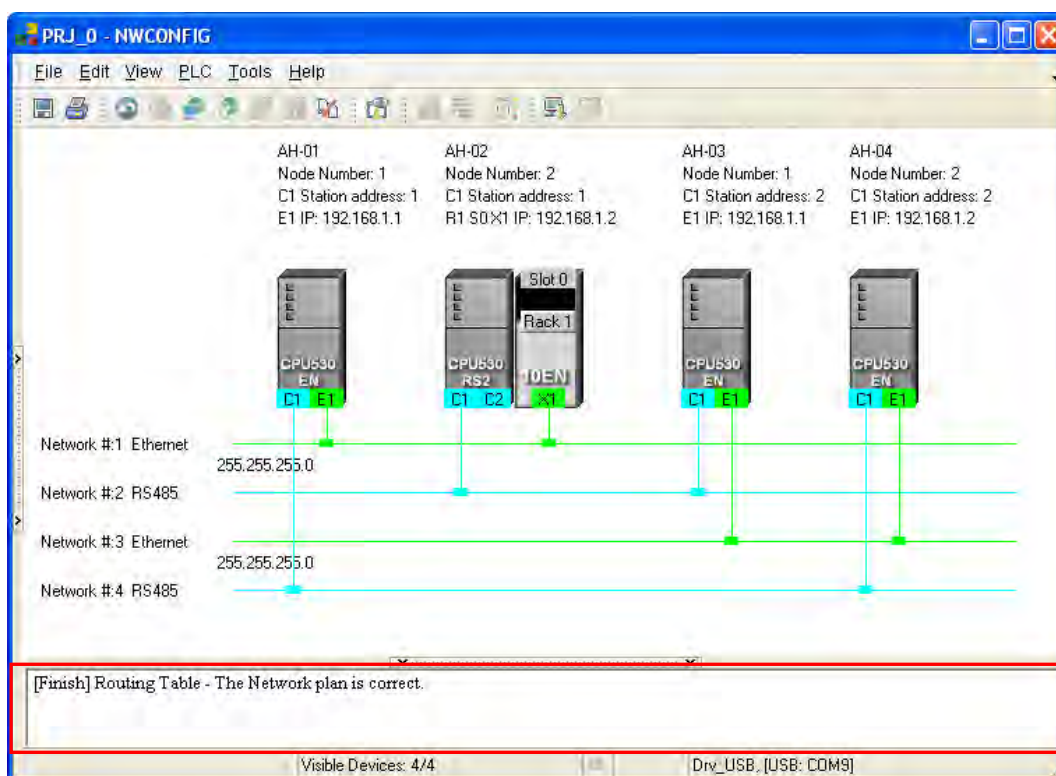 PRJ_0 - NWCONFIG
File Edit View PLC Tools Help
AH-01
Node Number: 1
C1 Station address: 1
E1 IP: 192.168.1.1
AH-02
Node Number: 2
C1 Station address: 1
R1 S0 X1 IP: 192.168.1.2
AH-03
Node Number: 1
C1 Station address: 2
E1 IP: 192.168.1.1
AH-04
Node Number: 2
C1 Station address: 2
E1 IP: 192.168.1.2
CPU530
EN
C1 E1
CPU530
RS2
C1 C2
Slot 0
Rack 1
10EN
X1
CPU530
EN
C1 E1
CPU530
EN
C1 E1
Network #:1 Ethernet
255.255.255.0
Network #:2 RS485
Network #:3 Ethernet
255.255.255.0
Network #:4 RS485
[Finish] Routing Table - The Network plan is correct.
Visible Devices: 4/4
Drv_USB, [USB: COM9]